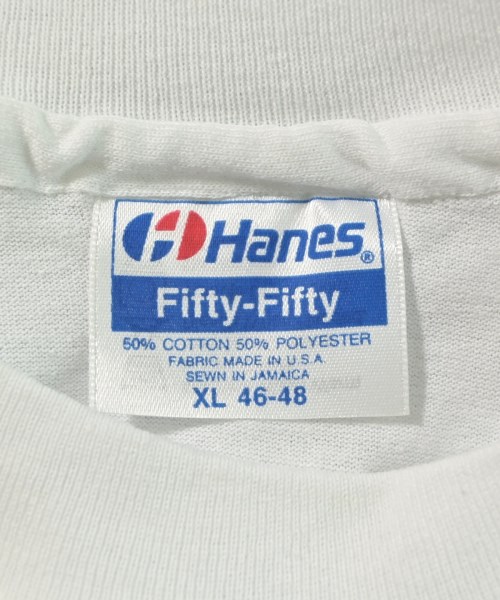 Hanes®
Fifty-Fifty
50% COTTON 50% POLYESTER
FABRIC MADE IN U.S.A.
SEWN IN JAMAICA
XL 46-48